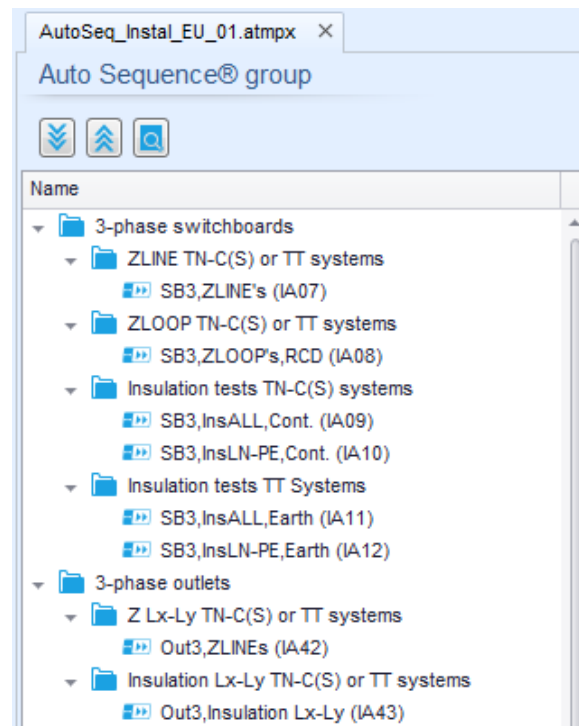 AutoSeq_Instal_EU_01.atmpx ×
Auto Sequence® group
Name
3-phase switchboards
ZLINE TN-C(S) or TT systems
SB3,ZLINE's (IA07)
ZLOOP TN-C(S) or TT systems
SB3,ZLOOP's,RCD (IA08)
Insulation tests TN-C(S) systems
SB3,InsALL,Cont. (IA09)
SB3,InsLN-PE,Cont. (IA10)
Insulation tests TT Systems
SB3,InsALL,Earth (IA11)
SB3,InsLN-PE,Earth (IA12)
3-phase outlets
Z Lx-Ly TN-C(S) or TT systems
Out3,ZLINEs (IA42)
Insulation Lx-Ly TN-C(S) or TT systems
Out3,Insulation Lx-Ly (IA43)